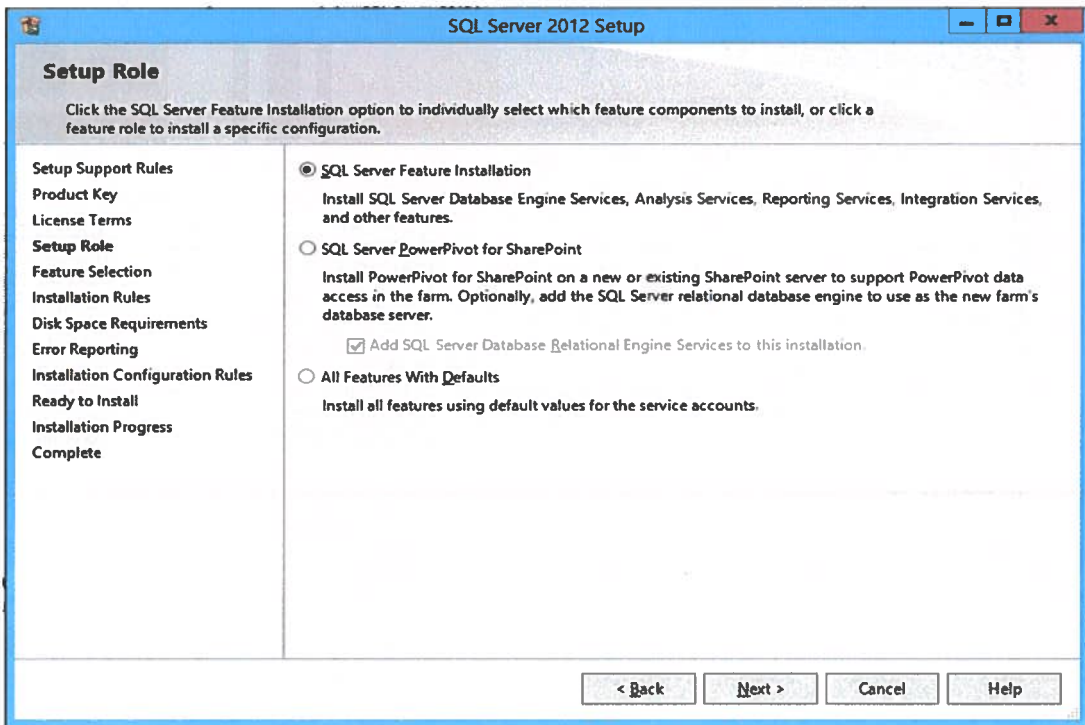 SQL Server 2012 Setup
Setup Role
Click the SQL Server Feature Installation option to individually select which feature components to install, or click a
feature role to install a specific configuration.
Setup Support Rules
Product Key
License Terms
Setup Role
Feature Selection
Installation Rules
Disk Space Requirements
Error Reporting
Installation Configuration Rules
Ready to Install
Installation Progress
Complete
SQL Server Feature Installation
Install SQL Server Database Engine Services, Analysis Services, Reporting Services, Integration Services,
and other features.
SQL Server PowerPivot for SharePoint
Install PowerPivot for SharePoint on a new or existing SharePoint server to support PowerPivot data
access in the farm. Optionally, add the SQL Server relational database engine to use as the new farm's
database server.
Add SQL Server Database Relational Engine Services to this installation.
All Features With Defaults
Install all features using default values for the service accounts.
< Back
Next >
Cancel
Help